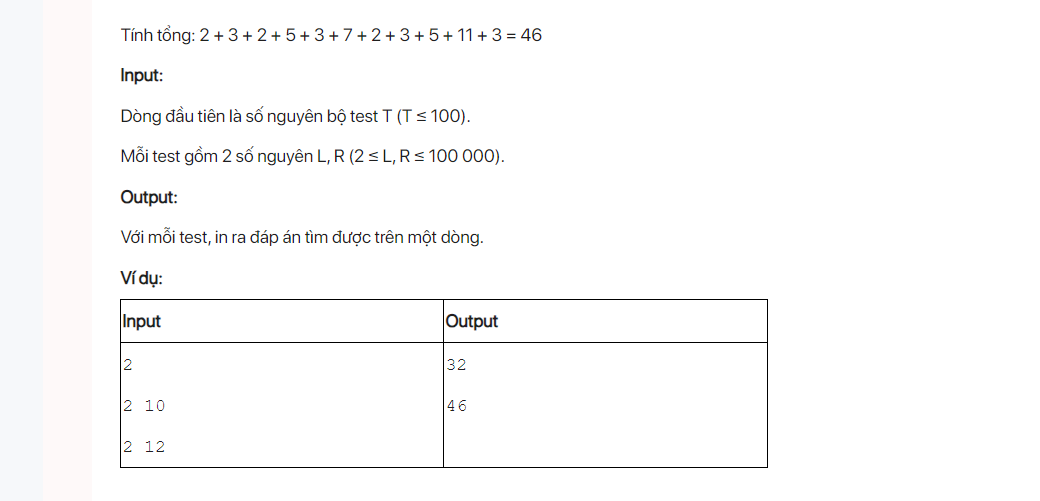 Tính tổng: 2 + 3 + 2 + 5 + 3 + 7 + 2 + 3 + 5 + 11 + 3 = 46
Input:
Dòng đầu tiên là số nguyên bộ test T (T ≤ 100).
Mỗi test gồm 2 số nguyên L, R (2 ≤ L, R ≤ 100 000).
Output:
Với mỗi test, in ra đáp án tìm được trên một dòng.
Ví dụ:
Input Output
2 32
2 10 46
2 12